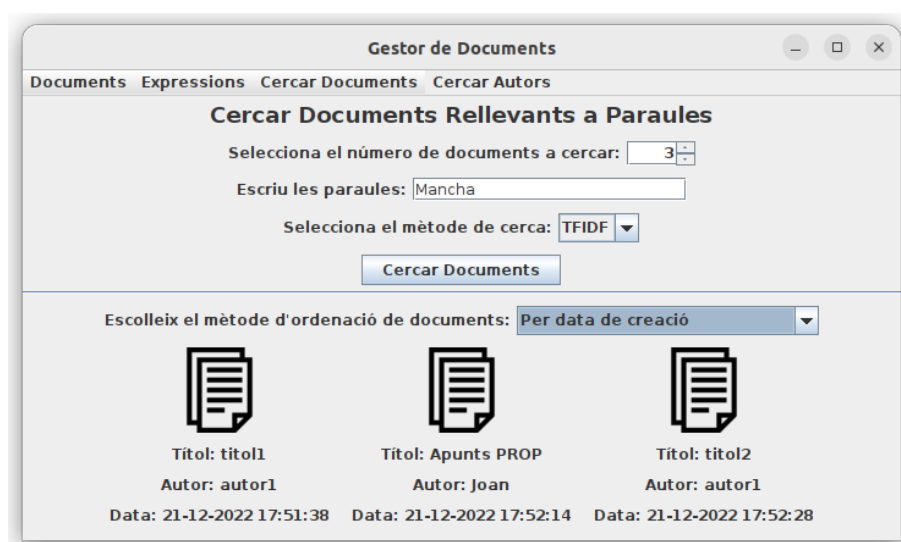 Gestor de Documents
Documents Expressions Cercar Documents Cercar Autors
Cercar Documents Rellevants a Paraules
Selecciona el número de documents a cercar: 3
Escriu les paraules: Mancha
Selecciona el mètode de cerca: TFIDF
Cercar Documents
Escolleix el mètode d'ordenació de documents: Per data de creació
Títol: titol1 Títol: Apunts PROP Títol: titol2
Autor: autor1 Autor: Joan Autor: autor1
Data: 21-12-2022 17:51:38 Data: 21-12-2022 17:52:14 Data: 21-12-2022 17:52:28